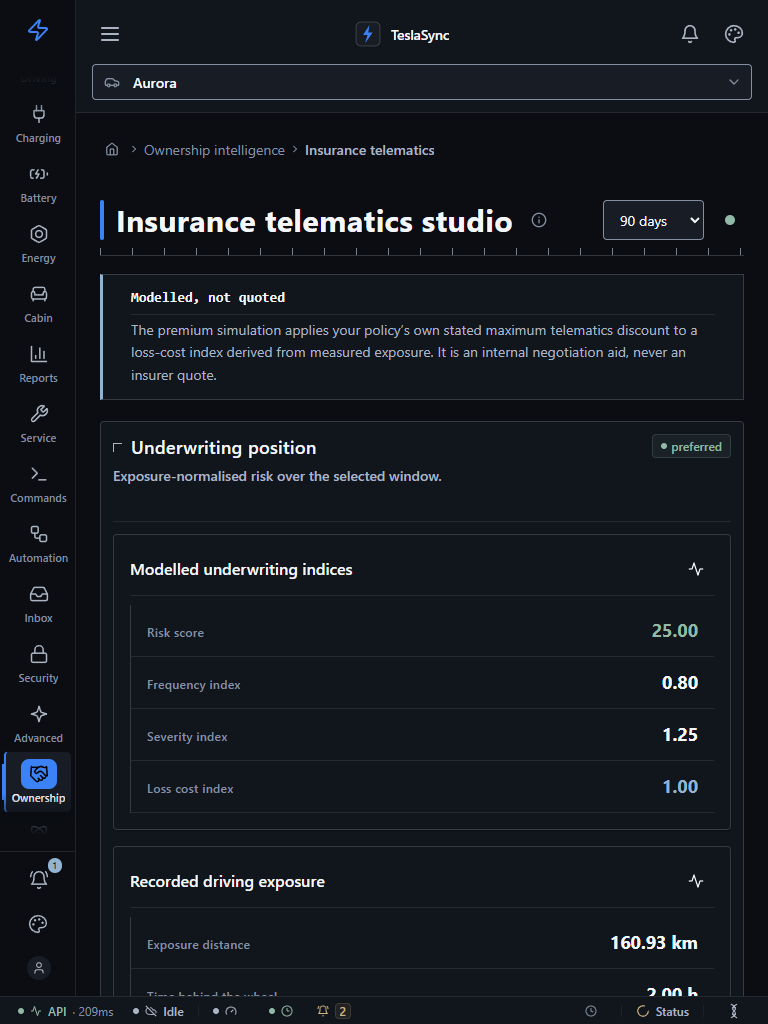 TeslaSync
Aurora
Charging
Battery
Energy
Cabin
Reports
Service
Commands
Automation
Inbox
Security
Advanced
Ownership
1
Ownership intelligence
Insurance telematics
Insurance telematics studio
90 days
Modelled, not quoted
The premium simulation applies your policy’s own stated maximum telematics discount to a
loss-cost index derived from measured exposure. It is an internal negotiation aid, never an
insurer quote.
Underwriting position
preferred
Exposure-normalised risk over the selected window.
Modelled underwriting indices
Risk score 25.00
Frequency index 0.80
Severity index 1.25
Loss cost index 1.00
Recorded driving exposure
Exposure distance 160.93 km
Time behind the wheel 2.00 h
API · 209ms
Idle
2
Status